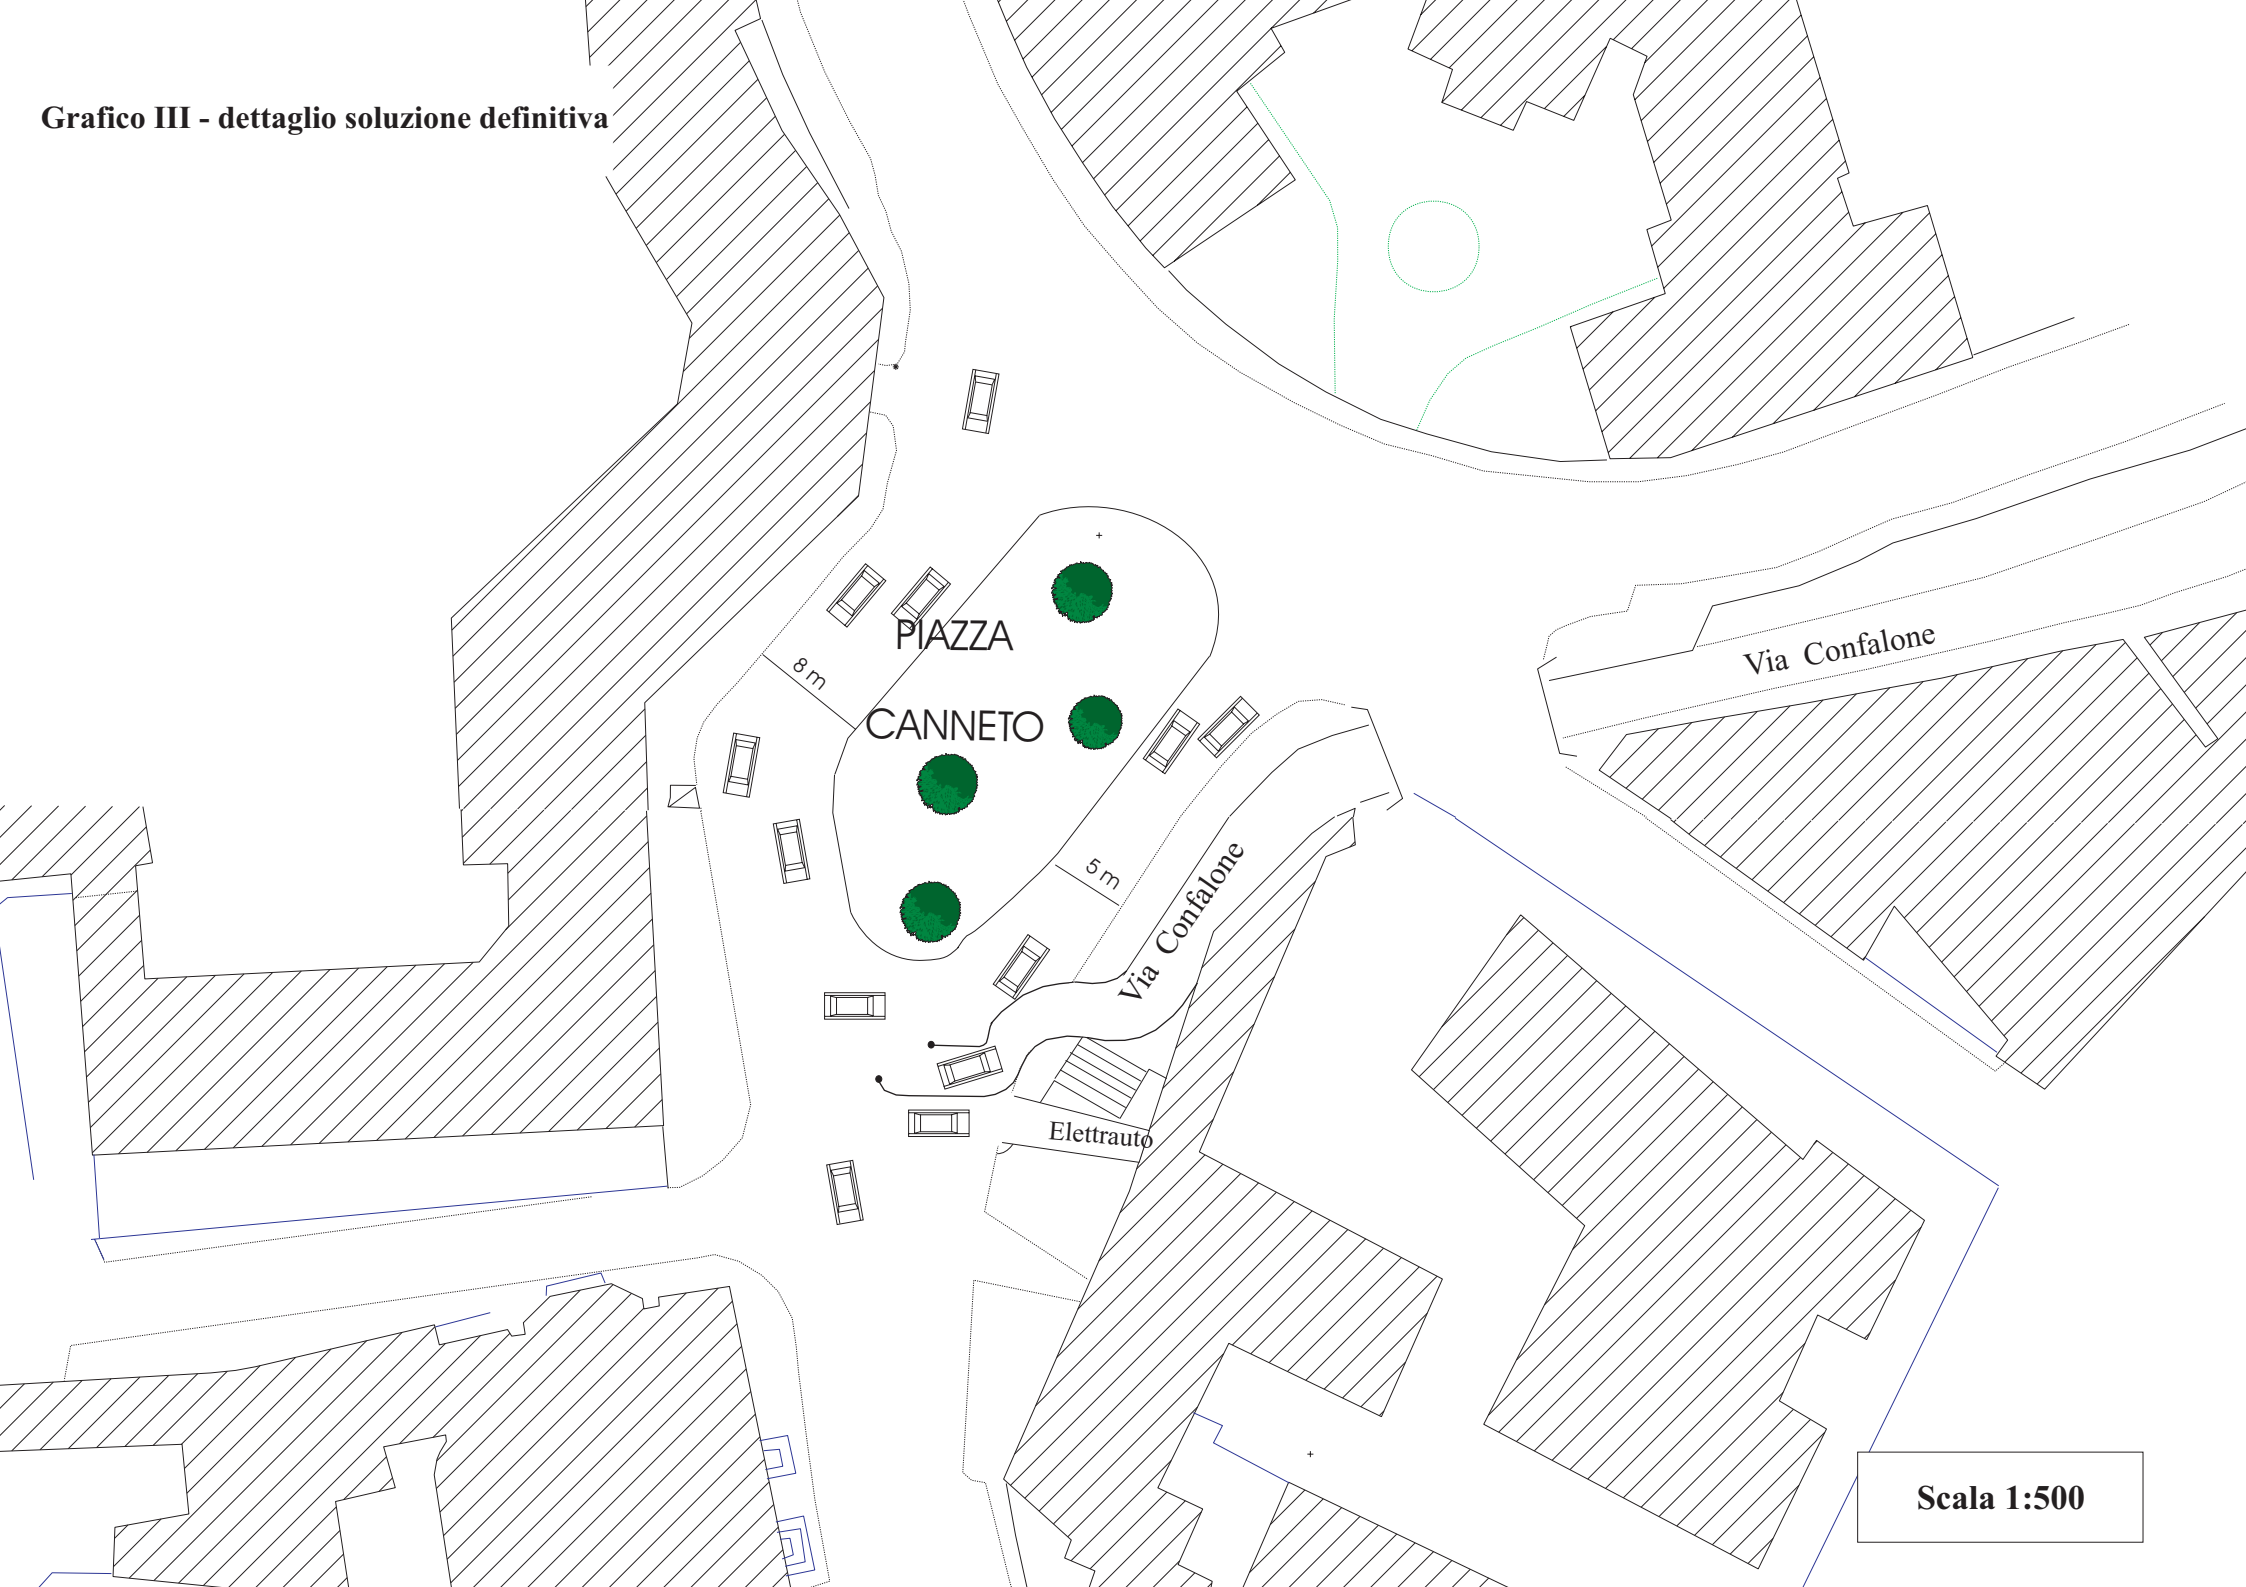 Grafico III - dettaglio soluzione definitiva
PIAZZA
8 m
Via Confalone
CANNETO
5 m
Via Confalone
Elettrauto
Scala 1:500